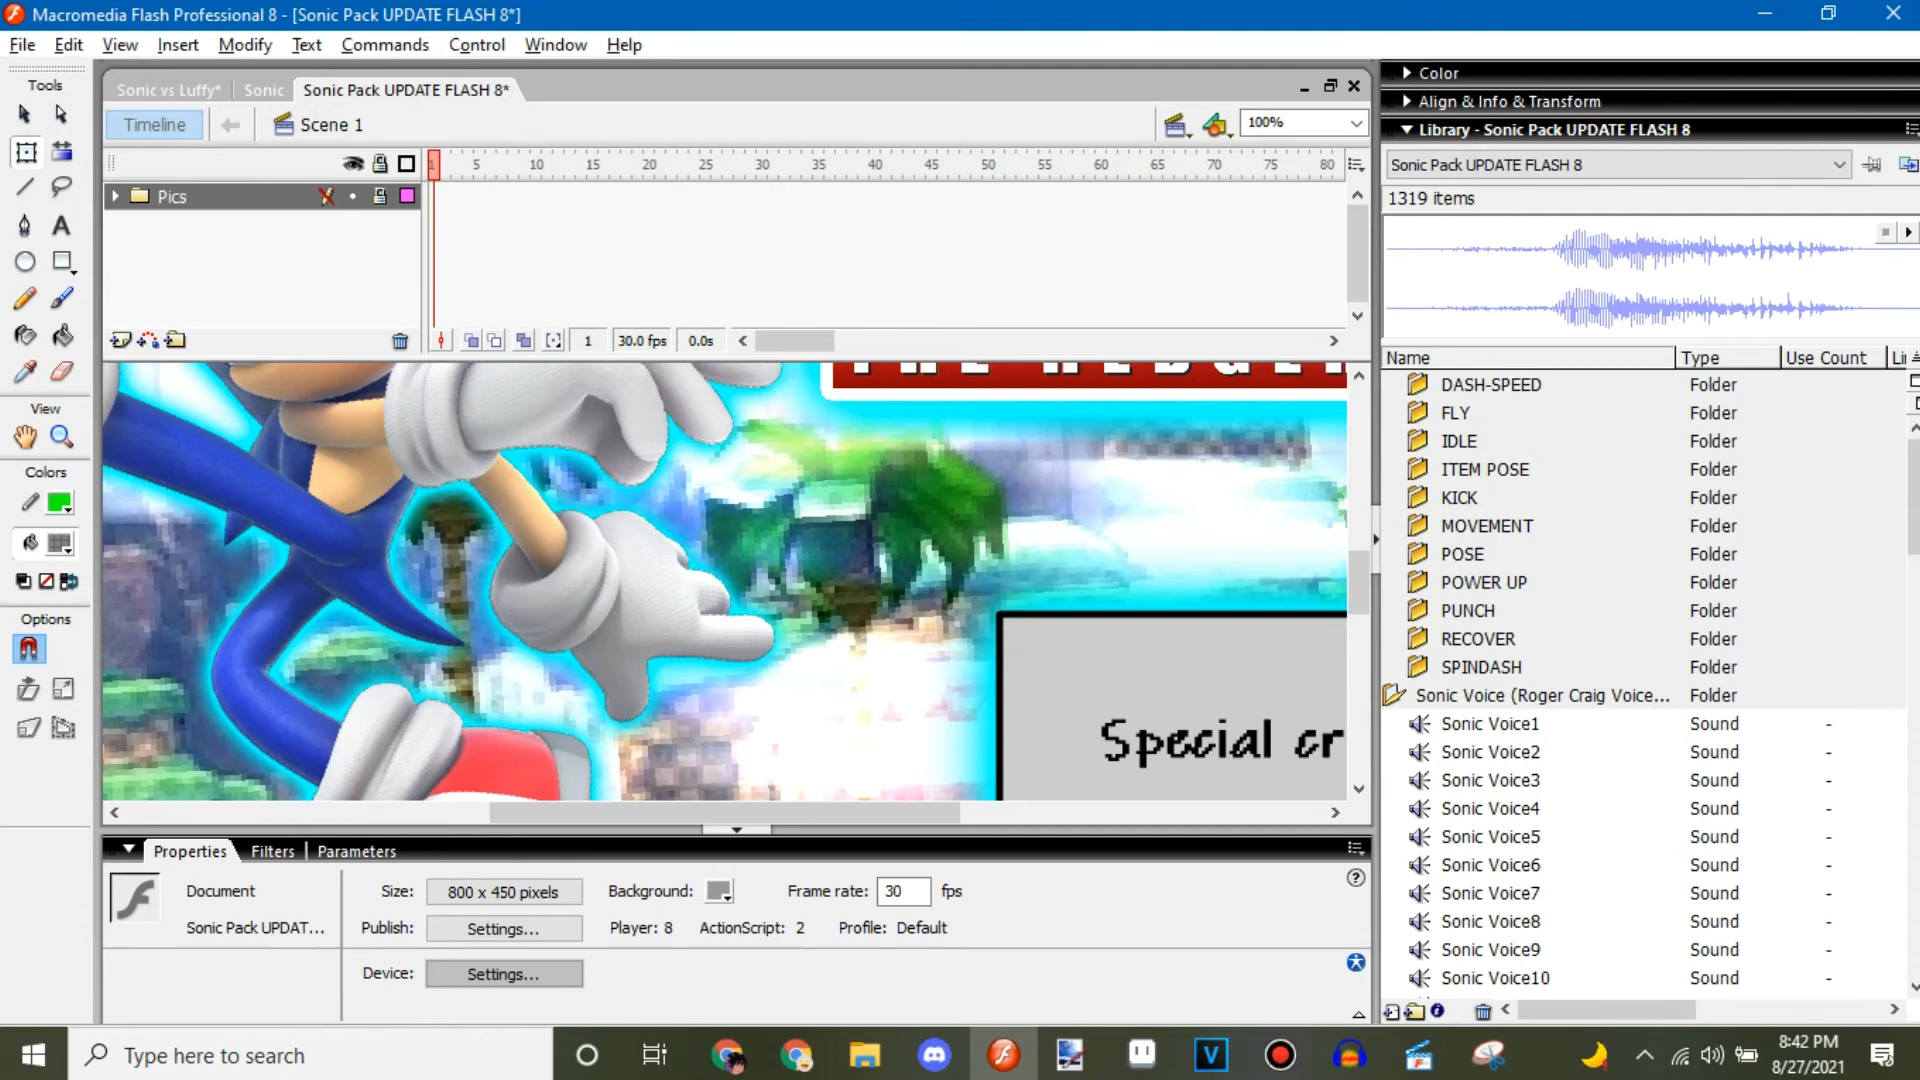 Macromedia Flash Professional 8 - [Sonic Pack UPDATE FLASH 8*]
File Edit View Insert Modify Text Commands Control Window Help
Tools
Sonic vs Luffy* Sonic Sonic Pack UPDATE FLASH 8*
Timeline Scene 1 100%
1 5 10 15 20 25 30 35 40 45 50 55 60 65 70 75 80
Pics
1 30.0 fps 0.0s
View
Colors
Options
Special cr
Properties Filters Parameters
Document Size: 800 x 450 pixels Background: Frame rate: 30 fps
Sonic Pack UPDAT... Publish: Settings... Player: 8 ActionScript: 2 Profile: Default
Device: Settings...
Color
Align & Info & Transform
Library - Sonic Pack UPDATE FLASH 8
Sonic Pack UPDATE FLASH 8
1319 items
Name Type Use Count Li
DASH-SPEED Folder
FLY Folder
IDLE Folder
ITEM POSE Folder
KICK Folder
MOVEMENT Folder
POSE Folder
POWER UP Folder
PUNCH Folder
RECOVER Folder
SPINDASH Folder
Sonic Voice (Roger Craig Voice... Folder
Sonic Voice1 Sound -
Sonic Voice2 Sound -
Sonic Voice3 Sound -
Sonic Voice4 Sound -
Sonic Voice5 Sound -
Sonic Voice6 Sound -
Sonic Voice7 Sound -
Sonic Voice8 Sound -
Sonic Voice9 Sound -
Sonic Voice10 Sound -
Type here to search
8:42 PM
8/27/2021